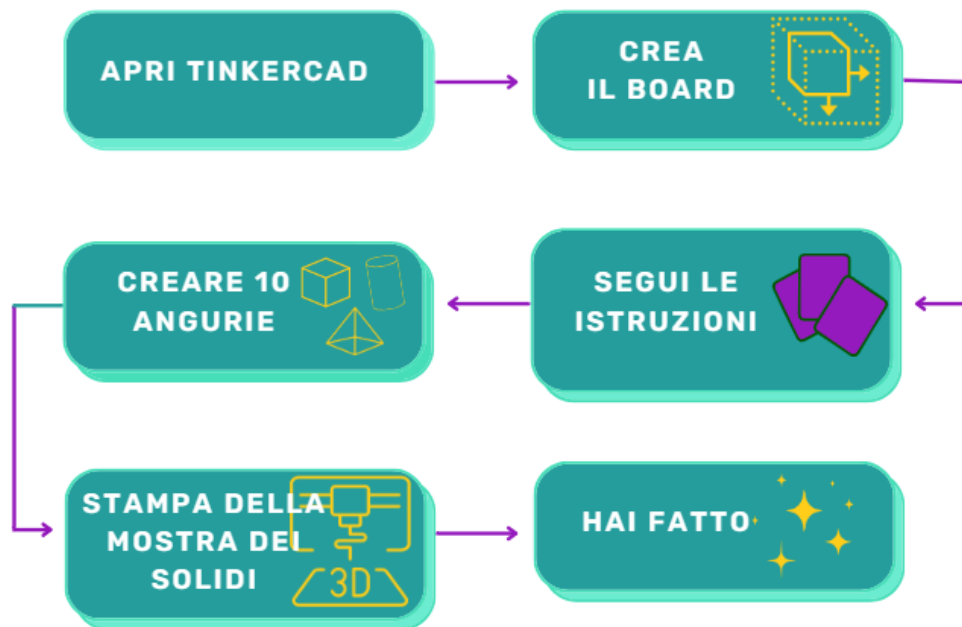 APRI TINKERCAD
CREA
IL BOARD
SEGUI LE
ISTRUZIONI
CREARE 10
ANGURIE
STAMPA DELLA
MOSTRA DEI
SOLIDI
3D
HAI FATTO